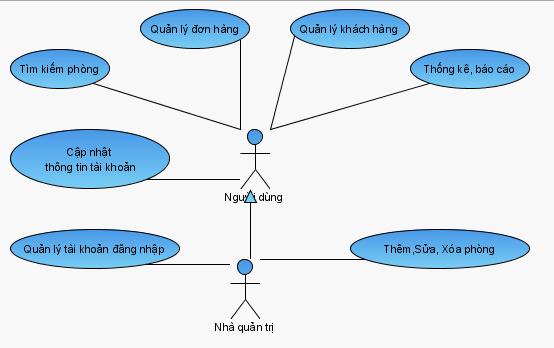 Quản lý đơn hàng
Quản lý khách hàng
Tìm kiếm phòng
Thống kê, báo cáo
Cập nhật
thông tin tài khoản
Người dùng
Quản lý tài khoản đăng nhập
Thêm ,Sửa, Xóa phòng
Nhà quản trị